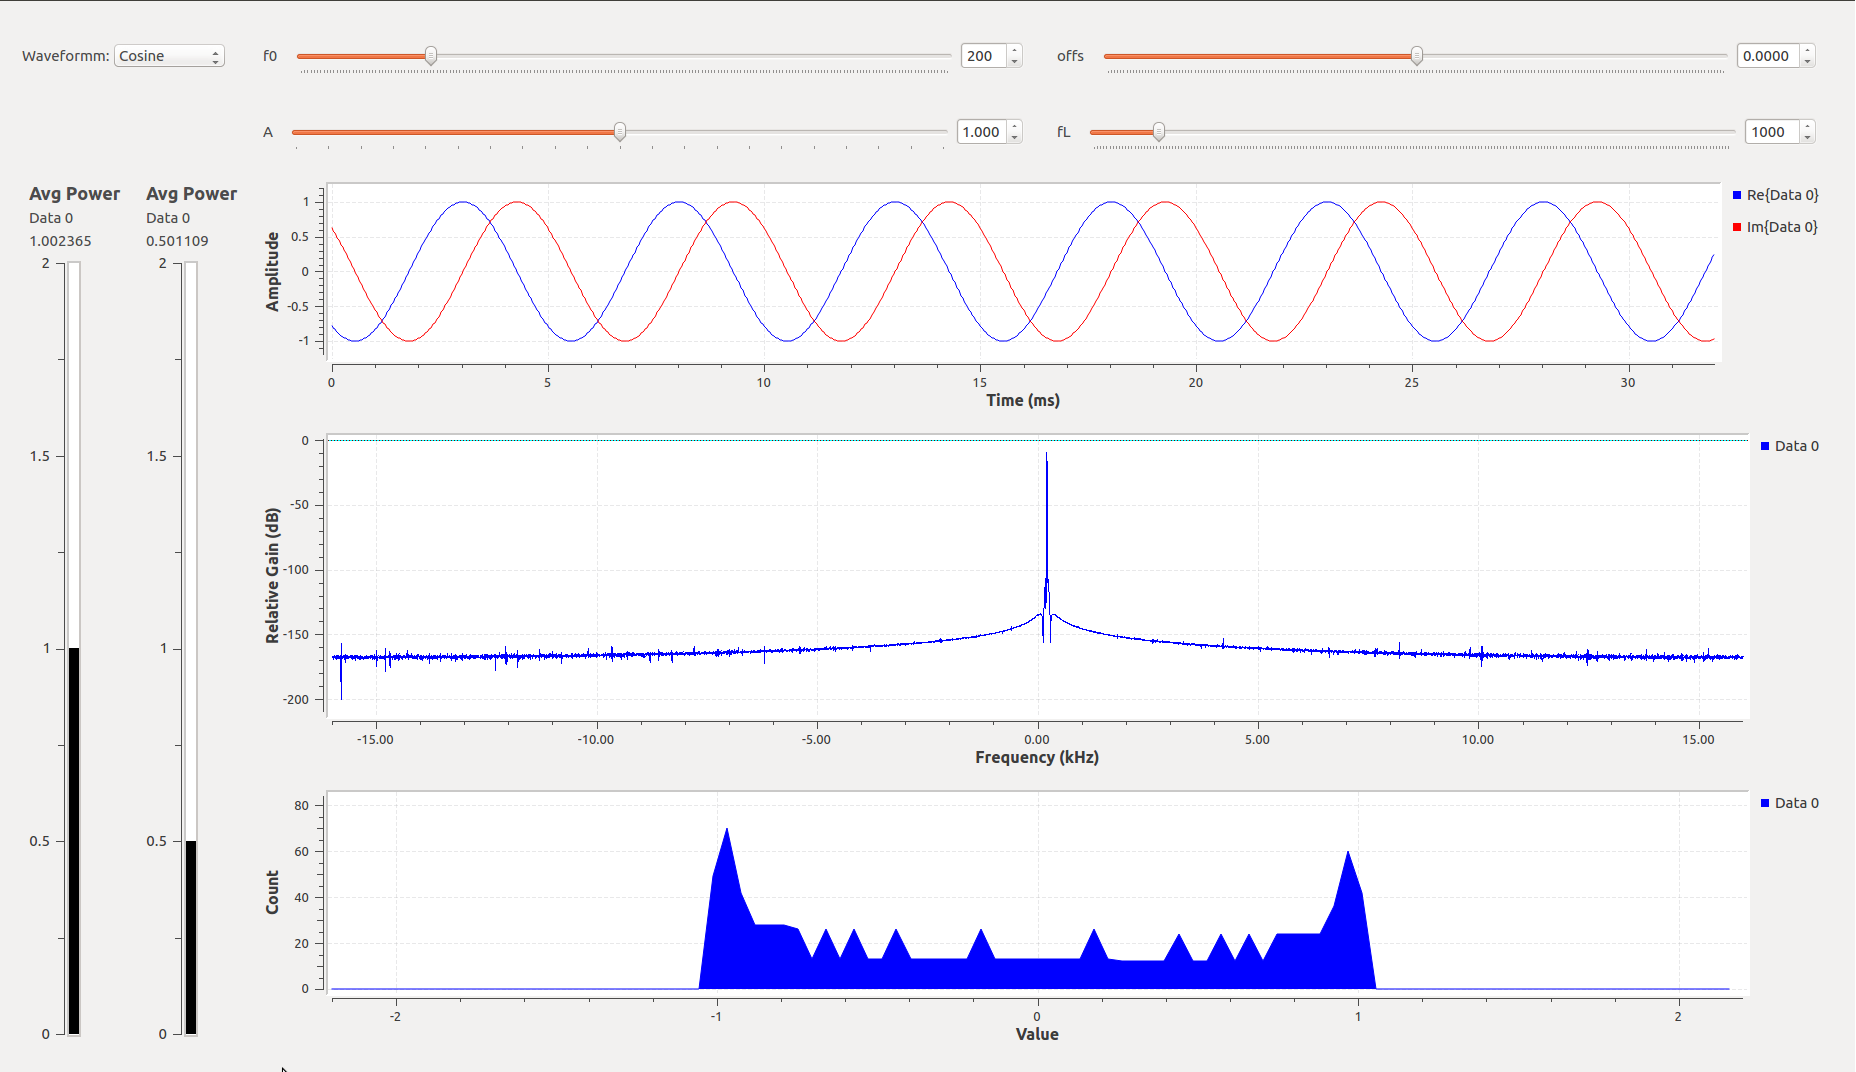 Waveformm: Cosine f0 200 offs 0.0000
A 1.000 fL 1000
Avg Power Avg Power
Data 0 Data 0
1.002365 0.501109
2 2
1.5 1.5
1 1
0.5 0.5
0 0
Amplitude
1
0.5
0
-0.5
-1
0 5 10 15 20 25 30
Time (ms)
Re{Data 0}
Im{Data 0}
Relative Gain (dB)
0
-50
-100
-150
-200
-15.00 -10.00 -5.00 0.00 5.00 10.00 15.00
Frequency (kHz)
Data 0
Count
80
60
40
20
0
-2 -1 0 1 2
Value
Data 0